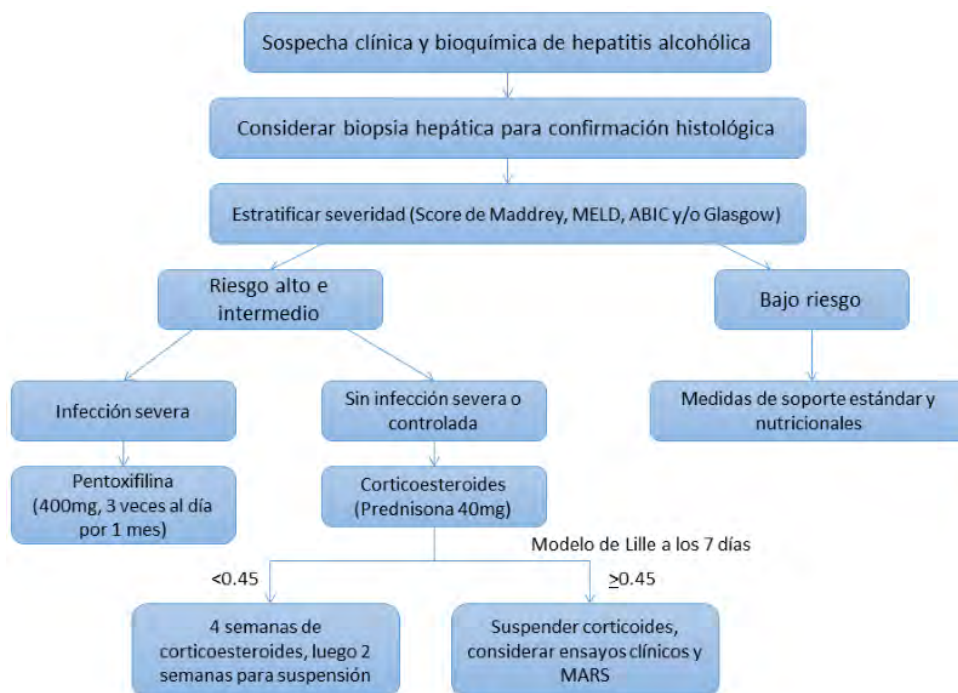 Sospecha clínica y bioquímica de hepatitis alcohólica
Considerar biopsia hepática para confirmación histológica
Estratificar severidad (Score de Maddrey, MELD, ABIC y/o Glasgow)
Riesgo alto e
intermedio
Bajo riesgo
Infección severa
Sin infección severa o
controlada
Medidas de soporte estándar y
nutricionales
Pentoxifilina
(400mg, 3 veces al día
por 1 mes)
Corticoesteroides
(Prednisona 40mg)
Modelo de Lille a los 7 días
<0.45
≥0.45
4 semanas de
corticoesteroides, luego 2
semanas para suspensión
Suspender corticoides,
considerar ensayos clínicos y
MARS